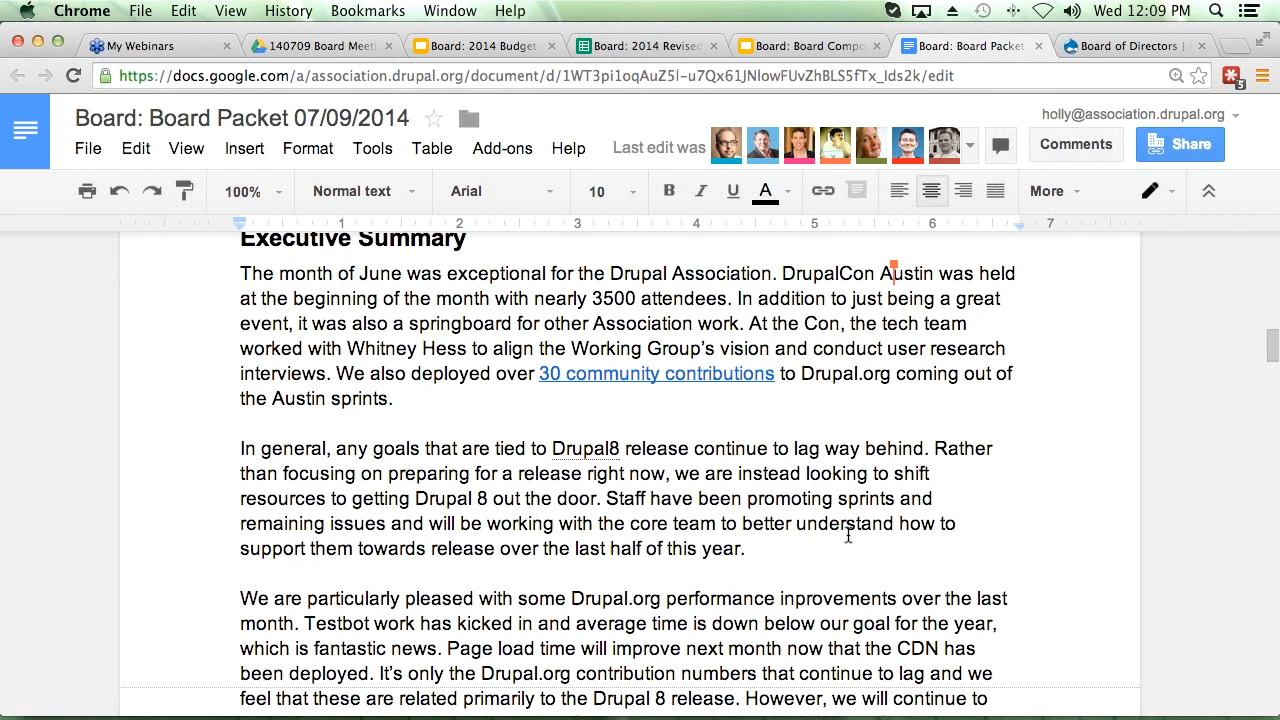 Chrome File Edit View History Bookmarks Window Help Wed 12:09 PM
My Webinars 140709 Board Meeti Board: 2014 Budget Board: 2014 Revised Board: Board Compo Board: Board Packet Board of Directors |
https://docs.google.com/a/association.drupal.org/document/d/1WT3pi1oqAuZ5l-u7Qx61JNlowFUvZhBLS5fTx_Ids2k/edit
5
Board: Board Packet 07/09/2014
holly@association.drupal.org
File Edit View Insert Format Tools Table Add-ons Help Last edit was Comments Share
100% Normal text Arial 10 B I U A More
1 2 3 4 5 6 7
Executive Summary
The month of June was exceptional for the Drupal Association. DrupalCon Austin was held
at the beginning of the month with nearly 3500 attendees. In addition to just being a great
event, it was also a springboard for other Association work. At the Con, the tech team
worked with Whitney Hess to align the Working Group's vision and conduct user research
interviews. We also deployed over 30 community contributions to Drupal.org coming out of
the Austin sprints.
In general, any goals that are tied to Drupal8 release continue to lag way behind. Rather
than focusing on preparing for a release right now, we are instead looking to shift
resources to getting Drupal 8 out the door. Staff have been promoting sprints and
remaining issues and will be working with the core team to better understand how to
support them towards release over the last half of this year.
We are particularly pleased with some Drupal.org performance inprovements over the last
month. Testbot work has kicked in and average time is down below our goal for the year,
which is fantastic news. Page load time will improve next month now that the CDN has
been deployed. It's only the Drupal.org contribution numbers that continue to lag and we
feel that these are related primarily to the Drupal 8 release. However, we will continue to